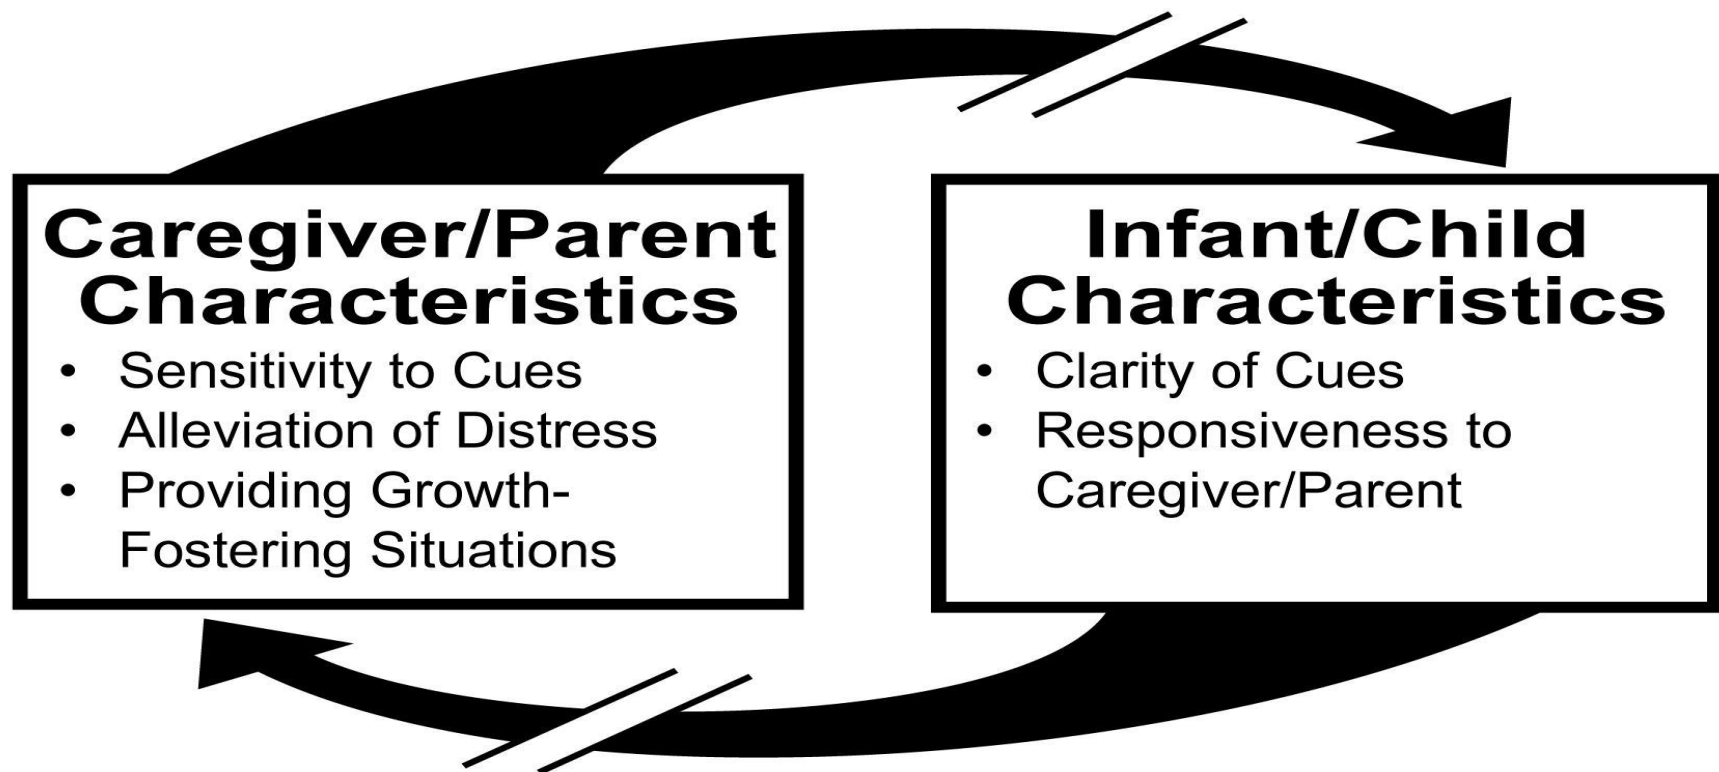 Caregiver/Parent
Characteristics
• Sensitivity to Cues
• Alleviation of Distress
• Providing Growth-
Fostering Situations
Infant/Child
Characteristics
• Clarity of Cues
• Responsiveness to
Caregiver/Parent